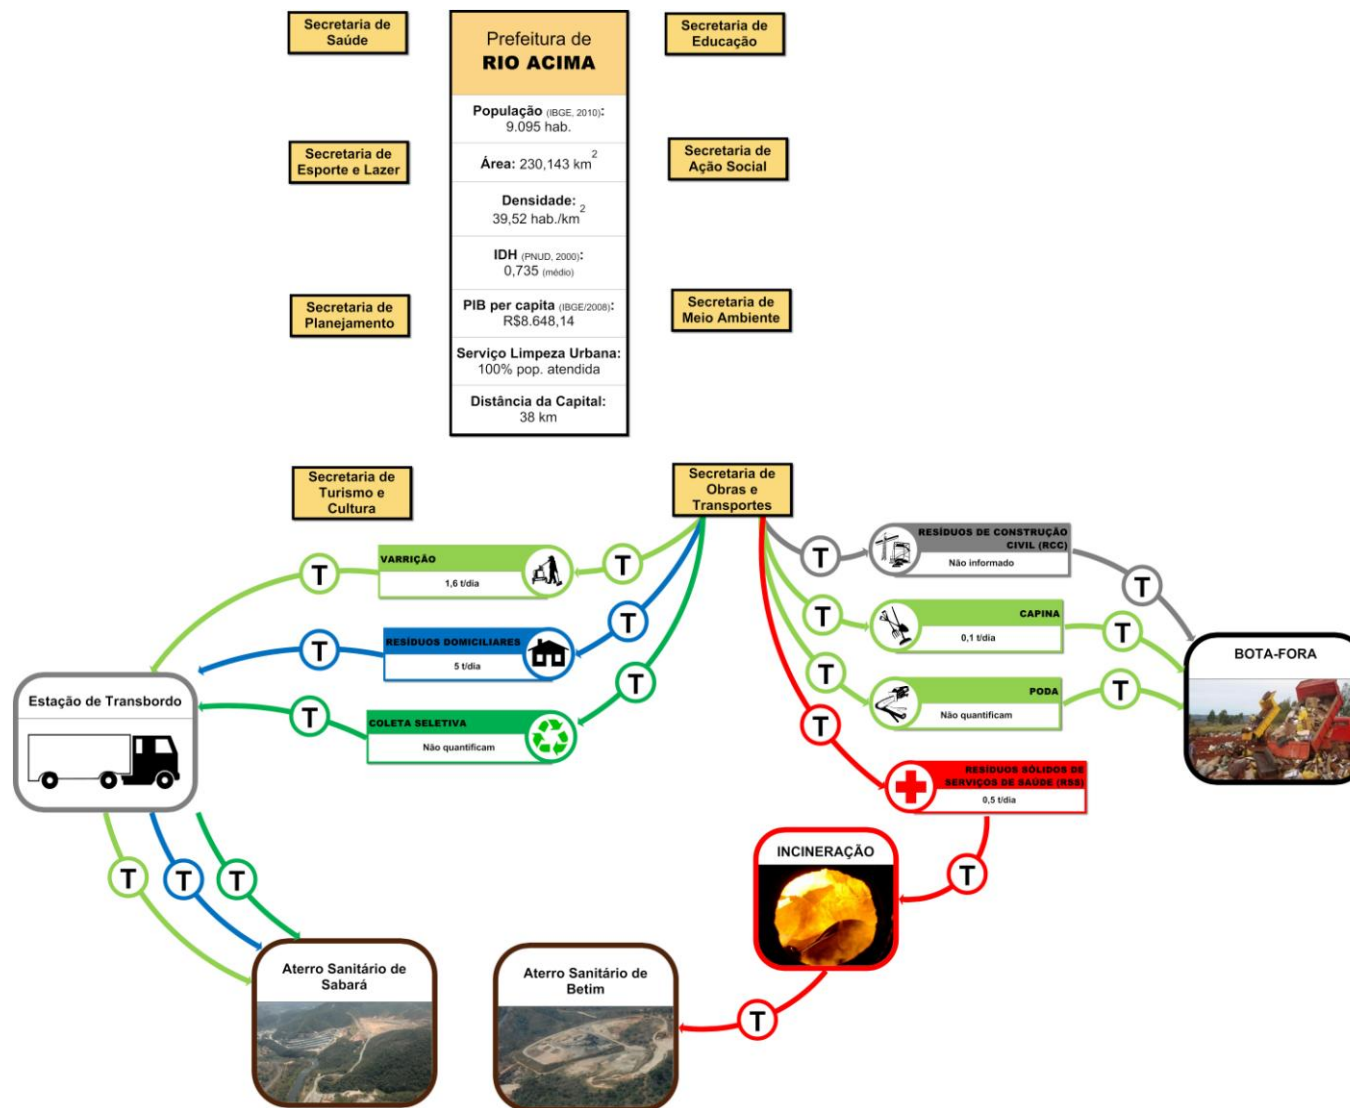 Secretaria de
Saúde
Prefeitura de
RIO ACIMA
Secretaria de
Educação
População (IBGE, 2010):
9.095 hab.
Secretaria de
Esporte e Lazer
Área: 230,143 km2
Secretaria de
Ação Social
Densidade:
39,52 hab./km2
IDH (PNUD, 2000):
0,735 (médio)
Secretaria de
Planejamento
PIB per capita (IBGE/2008):
R$8.648,14
Secretaria de
Meio Ambiente
Serviço Limpeza Urbana:
100% pop. atendida
Distância da Capital:
38 km
Secretaria de
Turismo e
Cultura
Secretaria de
Obras e
Transportes
VARRIÇÃO
1,6 t/dia
T
T
RESÍDUOS DOMICILIARES
5 t/dia
T
T
COLETA SELETIVA
Não quantificam
T
T
RESÍDUOS DE CONSTRUÇÃO
CIVIL (RCC)
Não informado
T
T
CAPINA
0,1 t/dia
T
T
PODA
Não quantificam
T
T
RESÍDUOS SÓLIDOS DE
SERVIÇOS DE SAÚDE (RSS)
0,5 t/dia
T
T
BOTA-FORA
Estação de Transbordo
T
T
T
INCINERAÇÃO
T
Aterro Sanitário de
Sabará
Aterro Sanitário de
Betim